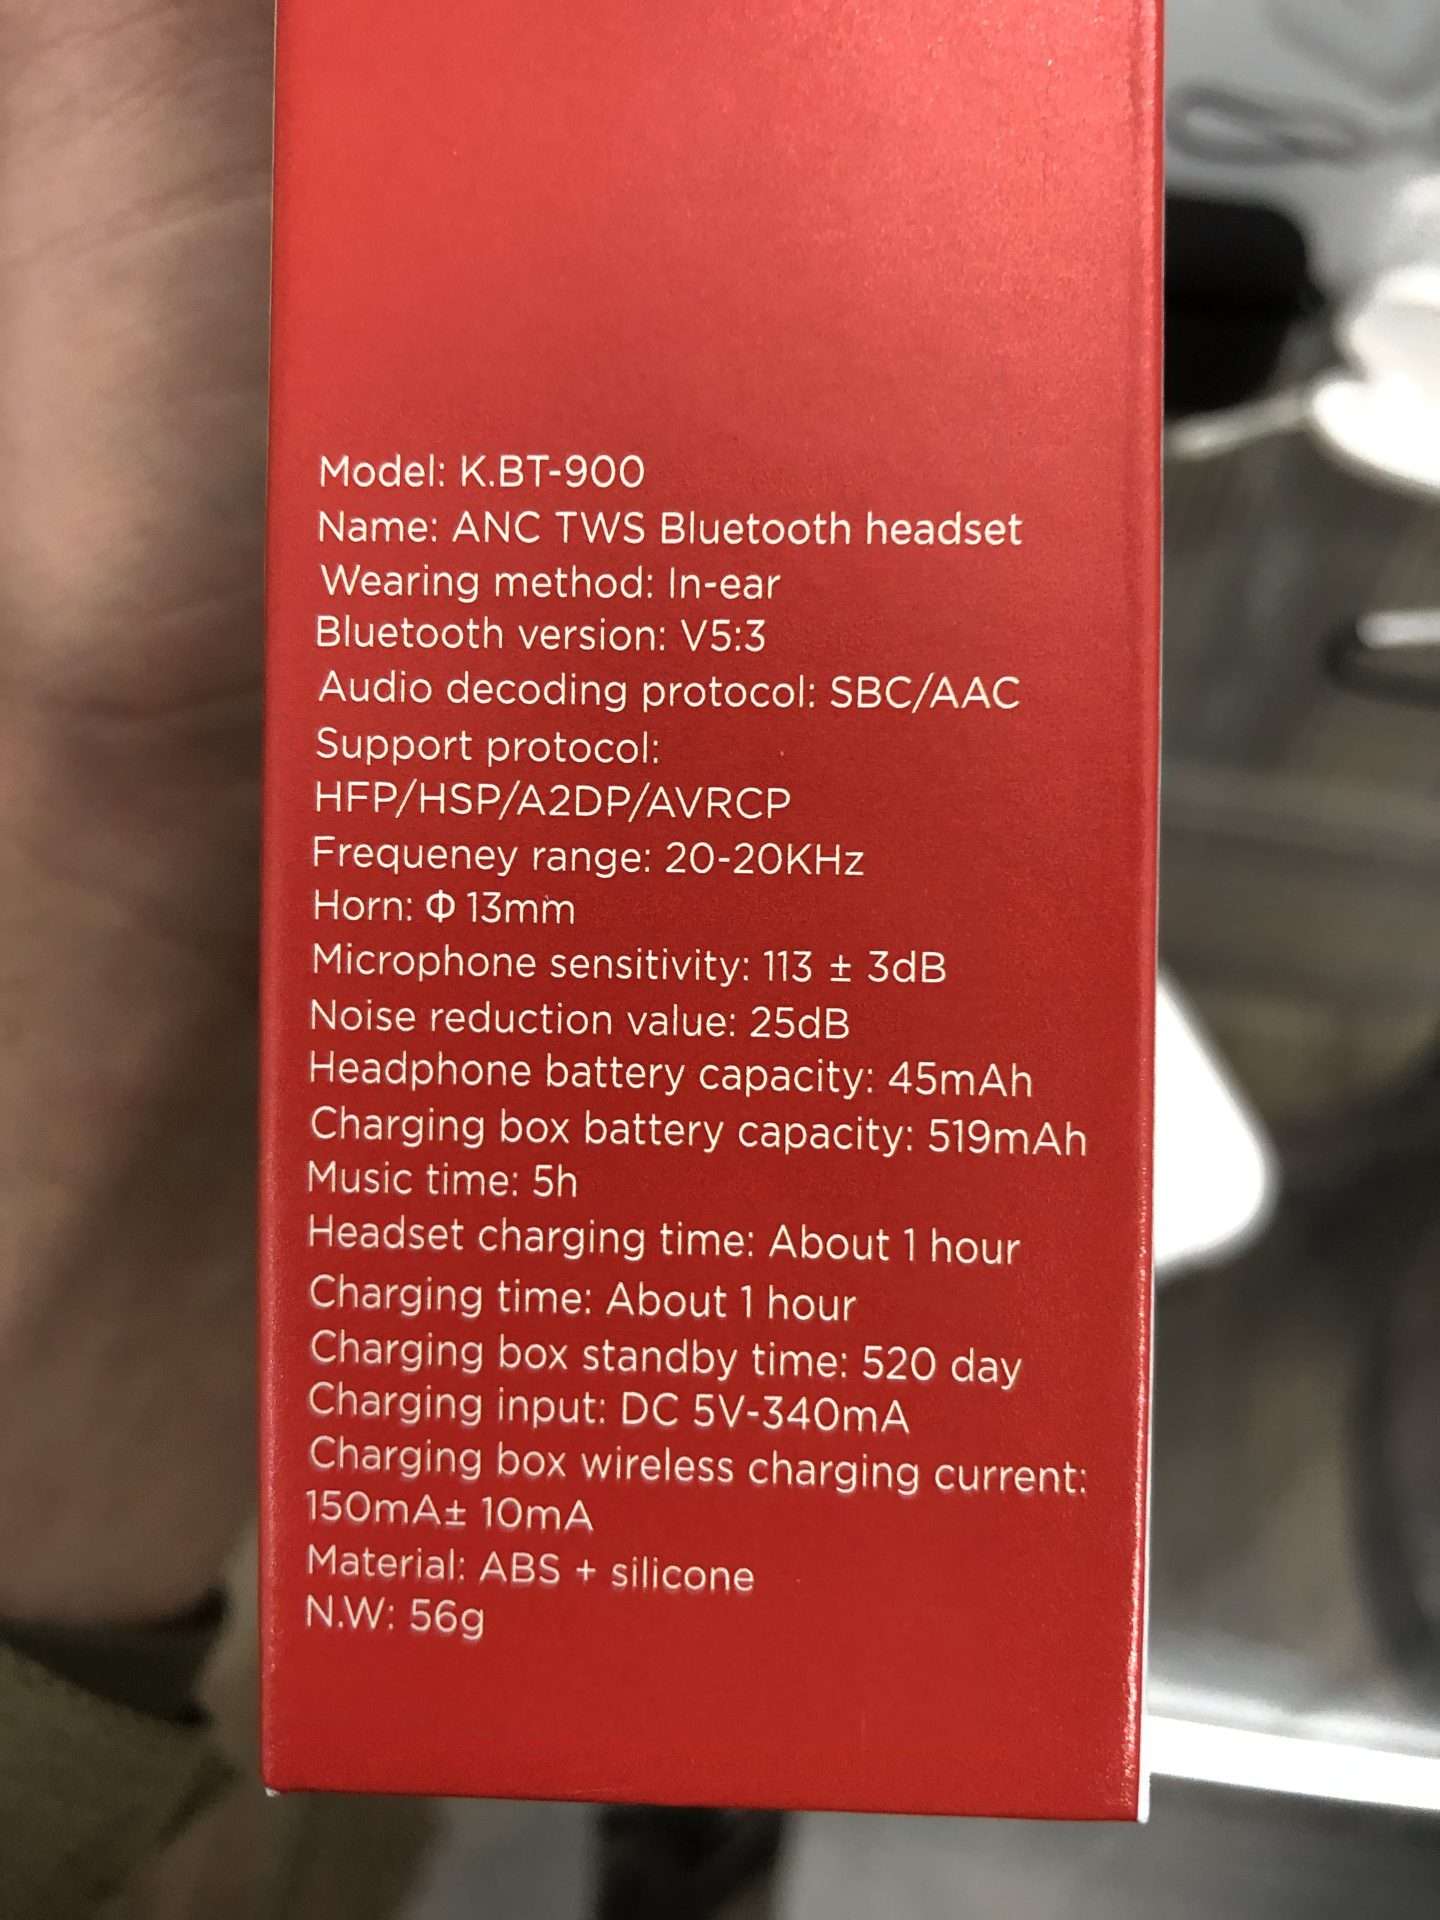 Model: K.BT-900
Name: ANC TWS Bluetooth headset
Wearing method: In-ear
Bluetooth version: V5:3
Audio decoding protocol: SBC/AAC
Support protocol:
HFP/HSP/A2DP/AVRCP
Frequeney range: 20-20KHz
Horn: Φ 13mm
Microphone sensitivity: 113 ± 3dB
Noise reduction value: 25dB
Headphone battery capacity: 45mAh
Charging box battery capacity: 519mAh
Music time: 5h
Headset charging time: About 1 hour
Charging time: About 1 hour
Charging box standby time: 520 day
Charging input: DC 5V-340mA
Charging box wireless charging current:
150mA± 10mA
Material: ABS + silicone
N.W: 56g